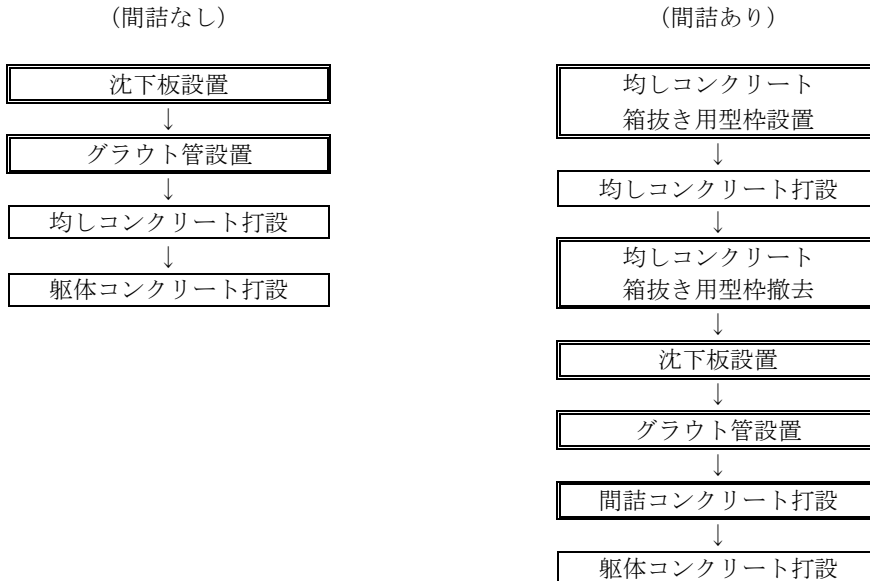 (間詰なし)
沈下板設置
↓
グラウト管設置
↓
均しコンクリート打設
↓
躯体コンクリート打設
(間詰あり)
均しコンクリート
箱抜き用型枠設置
↓
均しコンクリート打設
↓
均しコンクリート
箱抜き用型枠撤去
↓
沈下板設置
↓
グラウト管設置
↓
間詰コンクリート打設
↓
躯体コンクリート打設